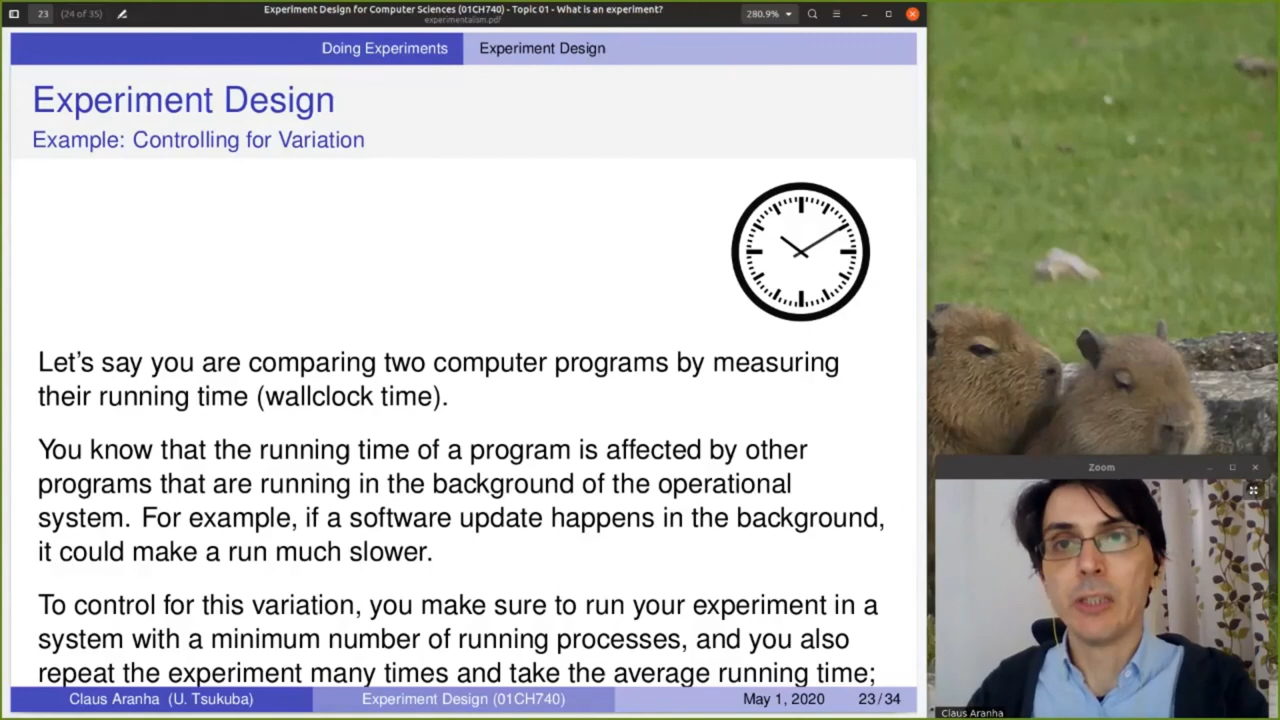 23
(24 of 35)
Experiment Design for Computer Sciences (01CH740) - Topic 01 - What is an experiment?
experimentalism.pdf
280.9%
Doing Experiments
Experiment Design
Experiment Design
Example: Controlling for Variation
Let's say you are comparing two computer programs by measuring
their running time (wallclock time).
You know that the running time of a program is affected by other
programs that are running in the background of the operational
system. For example, if a software update happens in the background,
it could make a run much slower.
To control for this variation, you make sure to run your experiment in a
system with a minimum number of running processes, and you also
repeat the experiment many times and take the average running time;
Claus Aranha (U. Tsukuba)
Experiment Design (01CH740)
May 1, 2020
23 / 34
Zoom
Claus Aranha